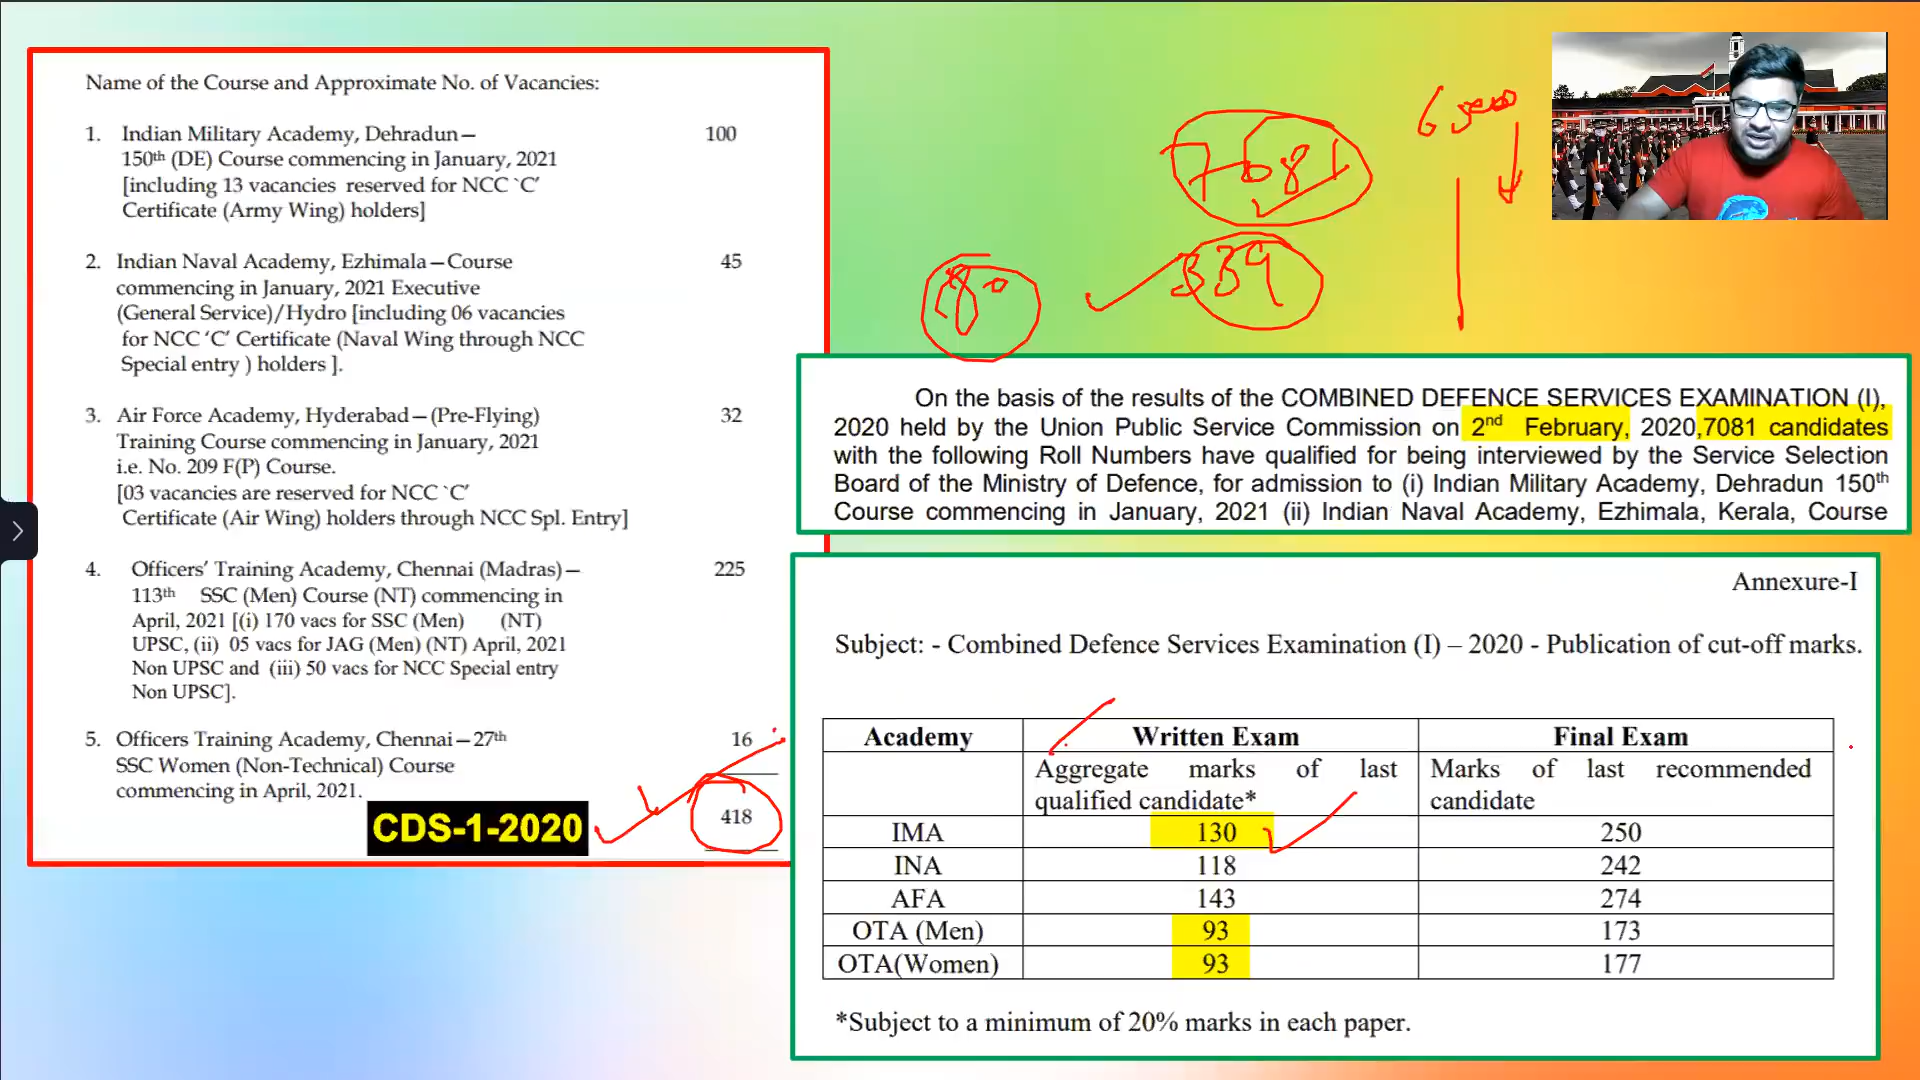 Name of the Course and Approximate No. of Vacancies:
1. Indian Military Academy, Dehradun— 100
150th (DE) Course commencing in January, 2021
[including 13 vacancies reserved for NCC `C'
Certificate (Army Wing) holders]
2. Indian Naval Academy, Ezhimala—Course 45
commencing in January, 2021 Executive
(General Service)/Hydro [including 06 vacancies
for NCC 'C' Certificate (Naval Wing through NCC
Special entry ) holders ].
3. Air Force Academy, Hyderabad—(Pre-Flying) 32
Training Course commencing in January, 2021
i.e. No. 209 F(P) Course.
[03 vacancies are reserved for NCC `C'
Certificate (Air Wing) holders through NCC Spl. Entry]
4. Officers' Training Academy, Chennai (Madras)— 225
113th SSC (Men) Course (NT) commencing in
April, 2021 [(i) 170 vacs for SSC (Men) (NT)
UPSC, (ii) 05 vacs for JAG (Men) (NT) April, 2021
Non UPSC and (iii) 50 vacs for NCC Special entry
Non UPSC].
5. Officers Training Academy, Chennai—27th 16
SSC Women (Non-Technical) Course
commencing in April, 2021.
418
CDS-1-2020
339
On the basis of the results of the COMBINED DEFENCE SERVICES EXAMINATION (I),
2020 held by the Union Public Service Commission on 2nd February, 2020,7081 candidates
with the following Roll Numbers have qualified for being interviewed by the Service Selection
Board of the Ministry of Defence, for admission to (i) Indian Military Academy, Dehradun 150th
Course commencing in January, 2021 (ii) Indian Naval Academy, Ezhimala, Kerala, Course
Annexure-I
Subject: - Combined Defence Services Examination (I) – 2020 - Publication of cut-off marks.
Academy Written Exam Final Exam
Aggregate marks of last qualified candidate* Marks of last recommended candidate
IMA 130 250
INA 118 242
AFA 143 274
OTA (Men) 93 173
OTA(Women) 93 177
*Subject to a minimum of 20% marks in each paper.